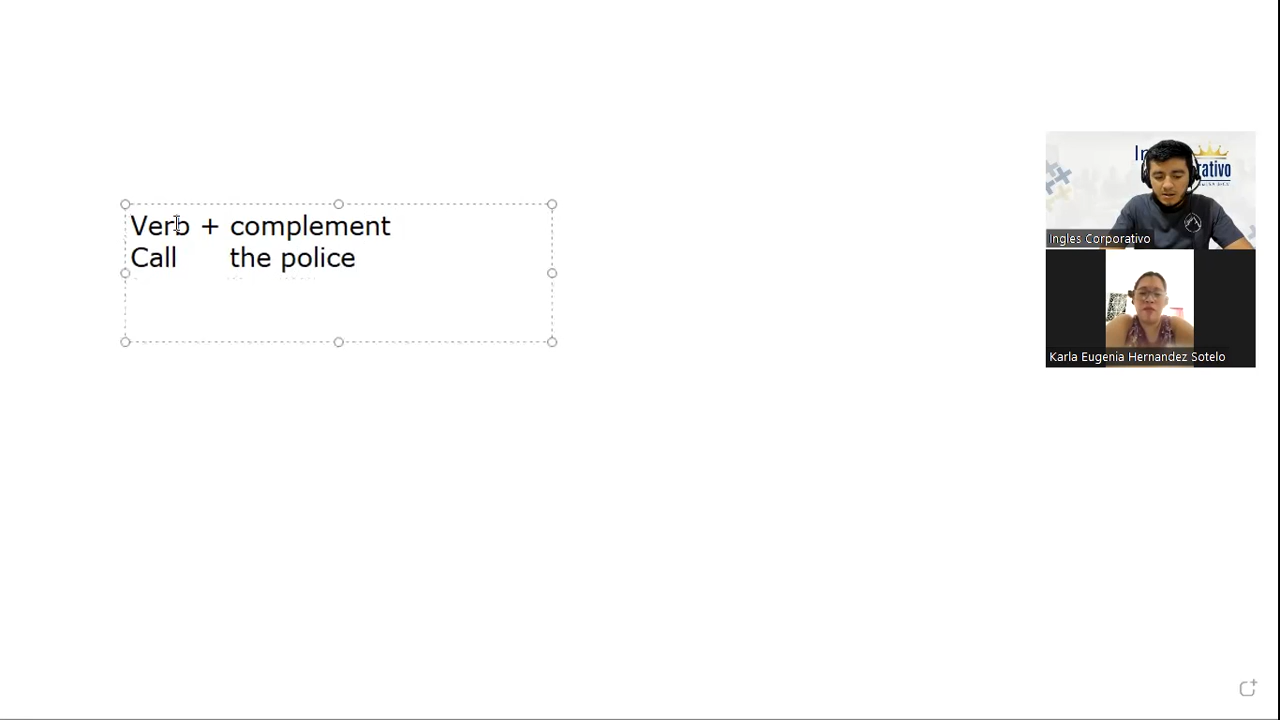 Verb + complement
Call the police
Ingles Corporativo
Karla Eugenia Hernandez Sotelo